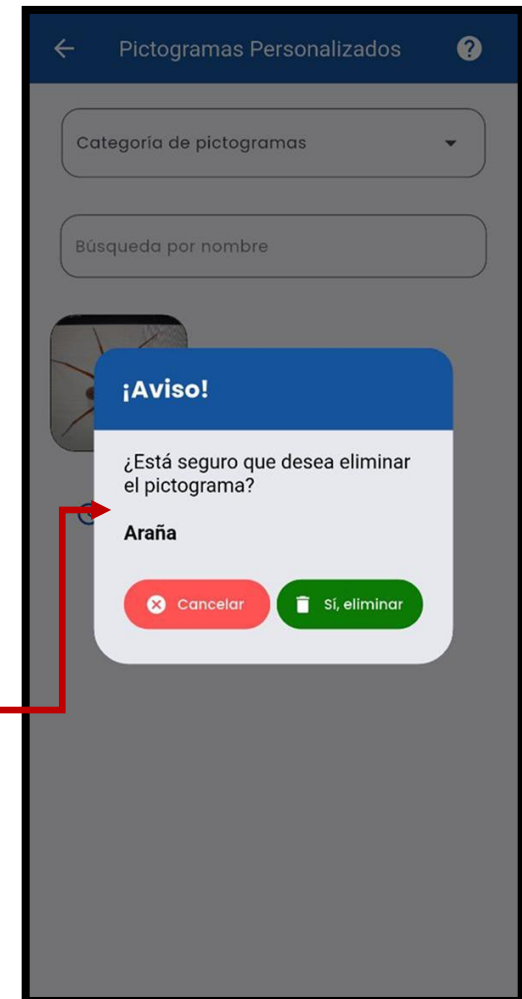 Pictogramas Personalizados
Categoría de pictogramas
Búsqueda por nombre
¡Aviso!
¿Está seguro que desea eliminar
el pictograma?
Araña
Cancelar
Sí, eliminar